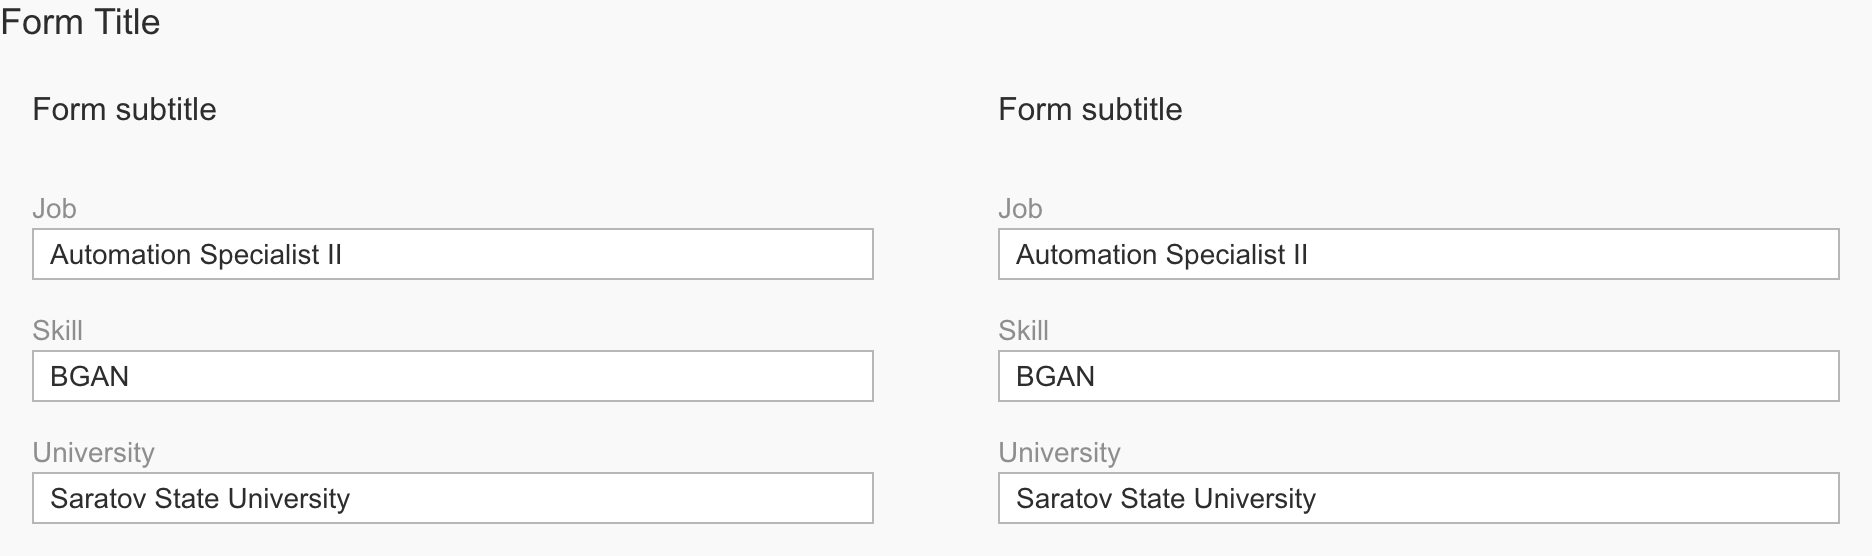 Form Title
Form subtitle
Job
Automation Specialist II
Skill
BGAN
University
Saratov State University
Form subtitle
Job
Automation Specialist II
Skill
BGAN
University
Saratov State University